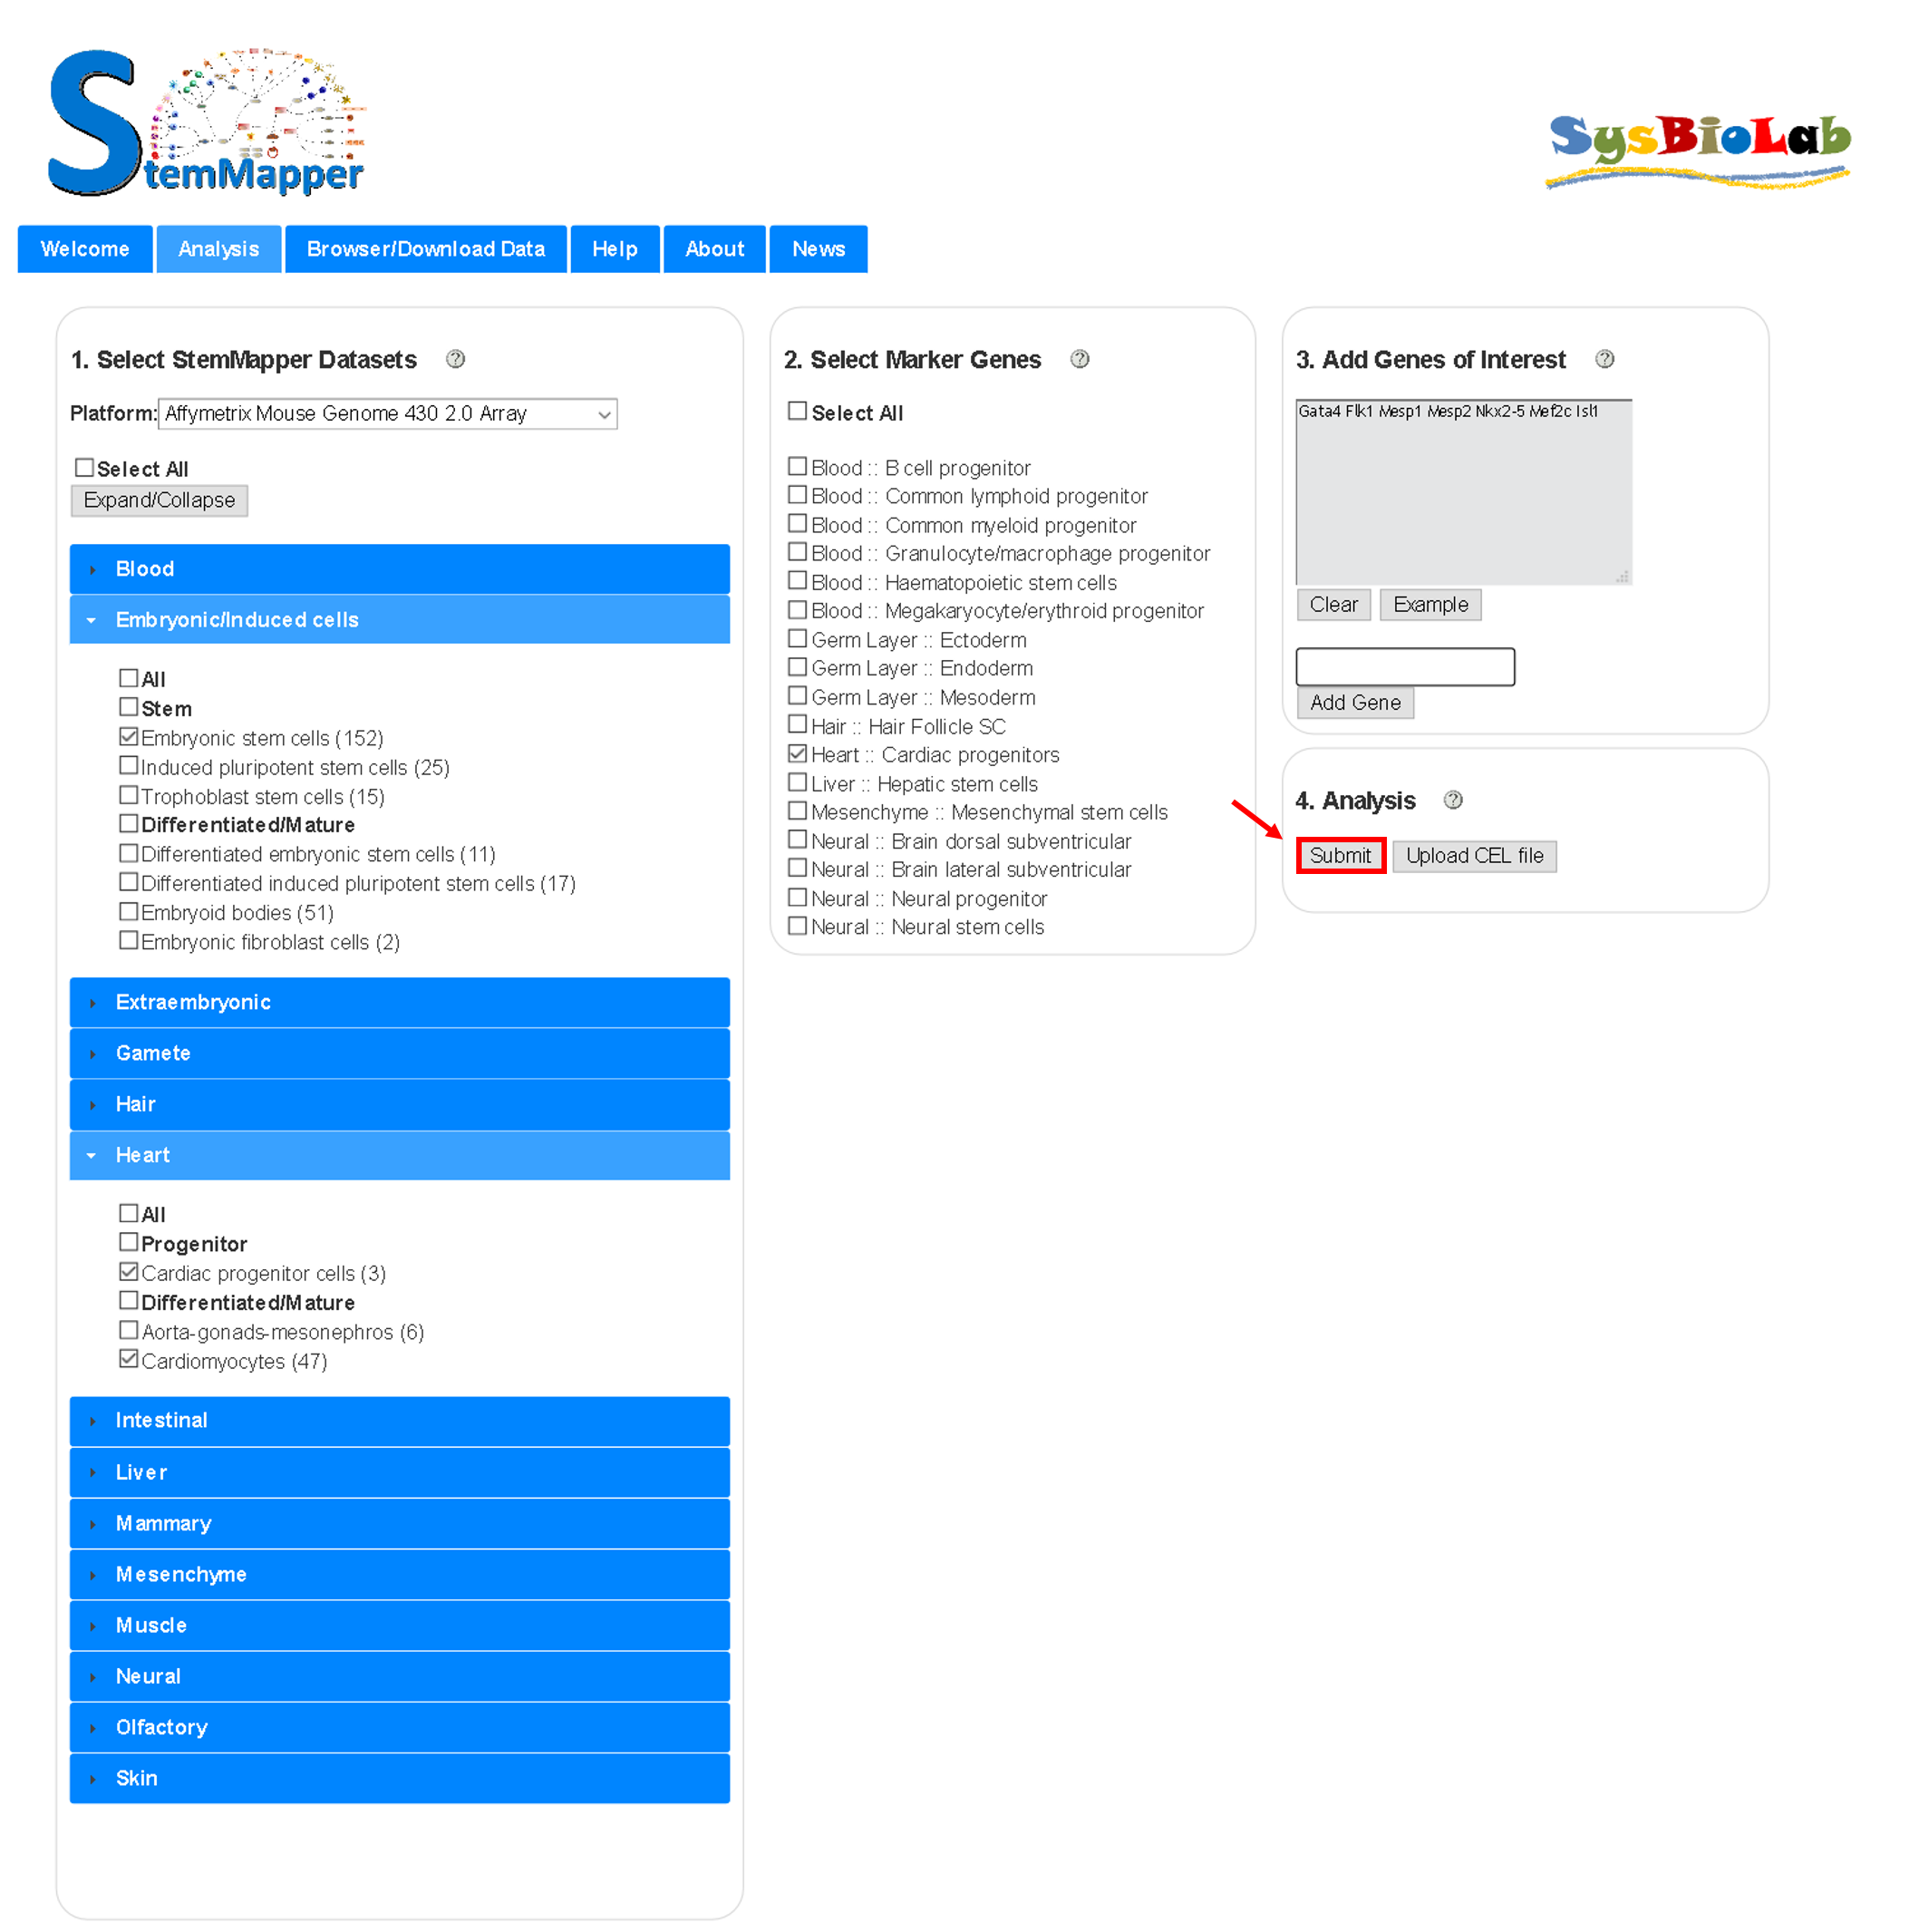 StemMapper
SysBioLab
Welcome
Analysis
Browser/Download Data
Help
About
News
1. Select StemMapper Datasets
Platform: Affymetrix Mouse Genome 430 2.0 Array
Select All
Expand/Collapse
Blood
Embryonic/Induced cells
All
Stem
Embryonic stem cells (152)
Induced pluripotent stem cells (25)
Trophoblast stem cells (15)
Differentiated/Mature
Differentiated embryonic stem cells (11)
Differentiated induced pluripotent stem cells (17)
Embryoid bodies (51)
Embryonic fibroblast cells (2)
Extraembryonic
Gamete
Hair
Heart
All
Progenitor
Cardiac progenitor cells (3)
Differentiated/Mature
Aorta-gonads-mesonephros (6)
Cardiomyocytes (47)
Intestinal
Liver
Mammary
Mesenchyme
Muscle
Neural
Olfactory
Skin
2. Select Marker Genes
Select All
Blood :: B cell progenitor
Blood :: Common lymphoid progenitor
Blood :: Common myeloid progenitor
Blood :: Granulocyte/macrophage progenitor
Blood :: Haematopoietic stem cells
Blood :: Megakaryocyte/erythroid progenitor
Germ Layer :: Ectoderm
Germ Layer :: Endoderm
Germ Layer :: Mesoderm
Hair :: Hair Follicle SC
Heart :: Cardiac progenitors
Liver :: Hepatic stem cells
Mesenchyme :: Mesenchymal stem cells
Neural :: Brain dorsal subventricular
Neural :: Brain lateral subventricular
Neural :: Neural progenitor
Neural :: Neural stem cells
3. Add Genes of Interest
Gata4 Flk1 Mesp1 Mesp2 Nkx2-5 Mef2c Isl1
Clear
Example
Add Gene
4. Analysis
Submit
Upload CEL file